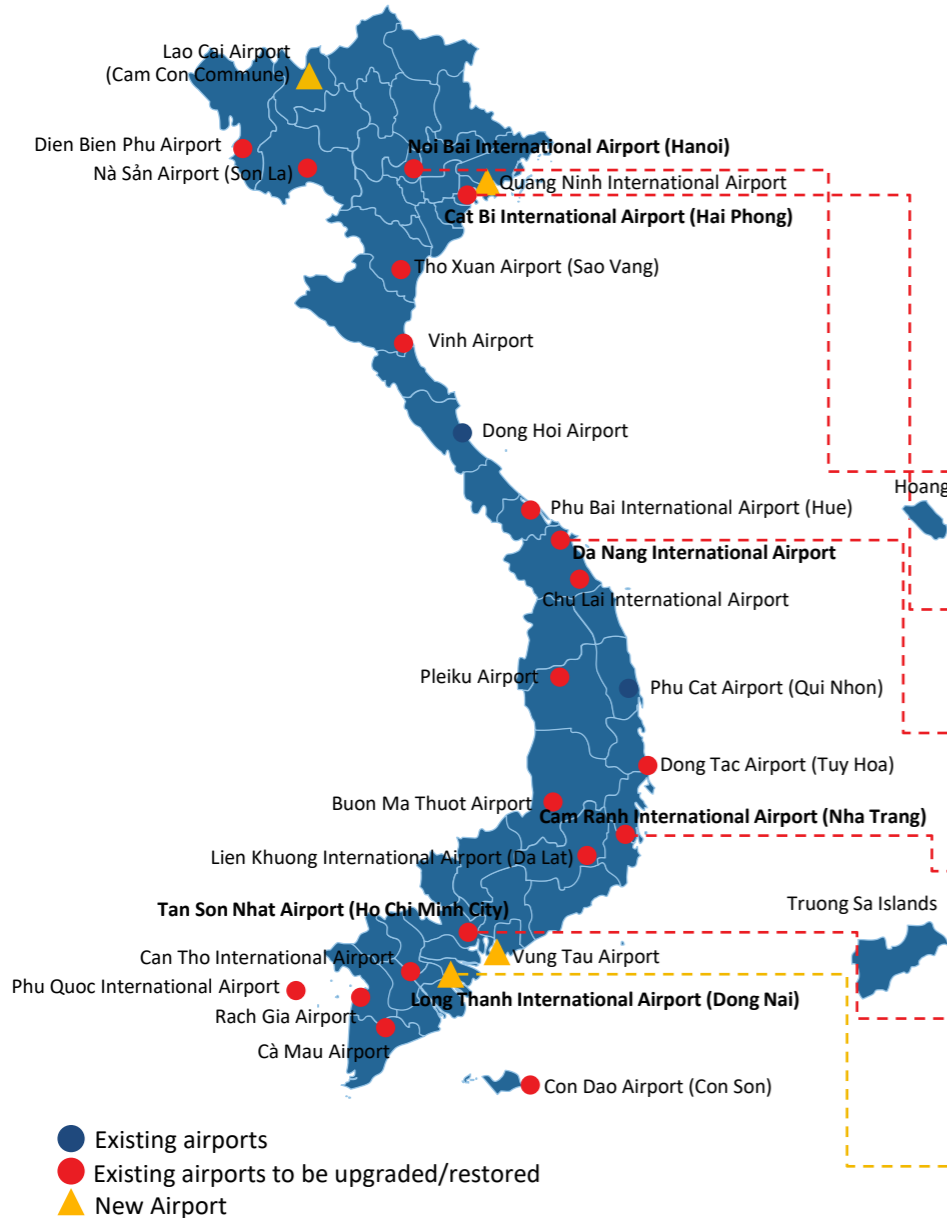 Lao Cai Airport
(Cam Con Commune)
Dien Bien Phu Airport
Noi Bai International Airport (Hanoi)
Nà Sản Airport (Son La)
Quang Ninh International Airport
Cat Bi International Airport (Hai Phong)
Tho Xuan Airport (Sao Vang)
Vinh Airport
Dong Hoi Airport
Hoang
Phu Bai International Airport (Hue)
Da Nang International Airport
Chu Lai International Airport
Pleiku Airport
Phu Cat Airport (Qui Nhon)
Dong Tac Airport (Tuy Hoa)
Buon Ma Thuot Airport
Cam Ranh International Airport (Nha Trang)
Lien Khuong International Airport (Da Lat)
Truong Sa Islands
Tan Son Nhat Airport (Ho Chi Minh City)
Can Tho International Airport
Vung Tau Airport
Phu Quoc International Airport
Long Thanh International Airport (Dong Nai)
Rach Gia Airport
Cà Mau Airport
Con Dao Airport (Con Son)
Existing airports
Existing airports to be upgraded/restored
New Airport